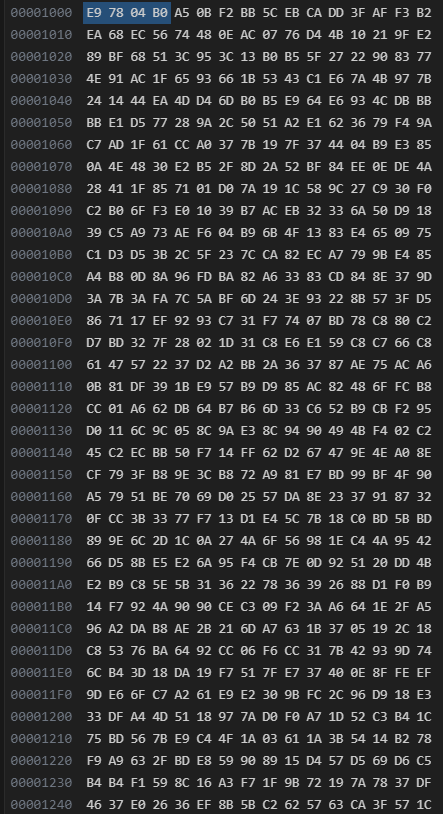 00001000 E9 78 04 B0 A5 0B F2 BB 5C EB CA DD 3F AF F3 B2
00001010 EA 68 EC 56 74 48 0E AC 07 76 D4 4B 10 21 9F E2
00001020 89 BF 68 51 3C 95 3C 13 B0 B5 5F 27 22 90 83 77
00001030 4E 91 AC 1F 65 93 66 1B 53 43 C1 E6 7A 4B 97 7B
00001040 24 14 44 EA 4D D4 6D B0 B5 E9 64 E6 93 4C DB BB
00001050 BB E1 D5 77 28 9A 2C 50 51 A2 E1 62 36 79 F4 9A
00001060 C7 AD 1F 61 CC A0 37 7B 19 7F 37 44 04 B9 E3 85
00001070 0A 4E 48 30 E2 B5 2F 8D 2A 52 BF 84 EE 0E DE 4A
00001080 28 41 1F 85 71 01 D0 7A 19 1C 58 9C 27 C9 30 F0
00001090 C2 B0 6F F3 E0 10 39 B7 AC EB 32 33 6A 50 D9 18
000010A0 39 C5 A9 73 AE F6 04 B9 6B 4F 13 83 E4 65 09 75
000010B0 C1 D3 D5 3B 2C 5F 23 7C CA 82 EC A7 79 9B E4 85
000010C0 A4 B8 0D 8A 96 FD BA 82 A6 33 83 CD 84 8E 37 9D
000010D0 3A 7B 3A FA 7C 5A BF 6D 24 3E 93 22 8B 57 3F D5
000010E0 86 71 17 EF 92 93 C7 31 F7 74 07 BD 78 C8 80 C2
000010F0 D7 BD 32 7F 28 02 1D 31 C8 E6 E1 59 C8 C7 66 C8
00001100 61 47 57 22 37 D2 A2 BB 2A 36 37 87 AE 75 AC A6
00001110 0B 81 DF 39 1B E9 57 B9 D9 85 AC 82 48 6F FC B8
00001120 CC 01 A6 62 DB 64 B7 B6 6D 33 C6 52 B9 CB F2 95
00001130 D0 11 6C 9C 05 8C 9A E3 8C 94 90 49 4B F4 02 C2
00001140 45 C2 EC BB 50 F7 14 FF 62 D2 67 47 9E 4E A0 8E
00001150 CF 79 3F B8 9E 3C B8 72 A9 81 E7 BD 99 BF 4F 90
00001160 A5 79 51 BE 70 69 D0 25 57 DA 8E 23 37 91 87 32
00001170 0F CC 3B 33 77 F7 13 D1 E4 5C 7B 18 C0 BD 5B BD
00001180 89 9E 6C 2D 1C 0A 27 4A 6F 56 98 1E C4 4A 95 42
00001190 66 D5 8B E5 E2 6A 95 F4 CB 7E 0D 92 51 20 DD 4B
000011A0 E2 B9 C8 5E 5B 31 36 22 78 36 39 26 88 D1 F0 B9
000011B0 14 F7 92 4A 90 90 CE C3 09 F2 3A A6 64 1E 2F A5
000011C0 96 A2 DA B8 AE 2B 21 6D A7 63 1B 37 05 19 2C 18
000011D0 C8 53 76 BA 64 92 CC 06 F6 CC 31 7B 42 93 9D 74
000011E0 6C B4 3D 18 DA 19 F7 51 7F E7 37 40 0E 8F FE EF
000011F0 9D E6 6F C7 A2 61 E9 E2 30 9B FC 2C 96 D9 18 E3
00001200 33 DF A4 4D 51 18 97 7A D0 F0 A7 1D 52 C3 B4 1C
00001210 75 BD 56 7B E9 C4 4F 1A 03 61 1A 3B 54 14 B2 78
00001220 F9 A9 63 2F BD E8 59 90 89 15 D4 57 D5 69 D6 C5
00001230 B4 B4 F1 59 8C 16 A3 F7 1F 9B 72 19 7A 78 37 DF
00001240 46 37 E0 26 36 EF 8B 5B C2 62 57 63 CA 3F 57 1C